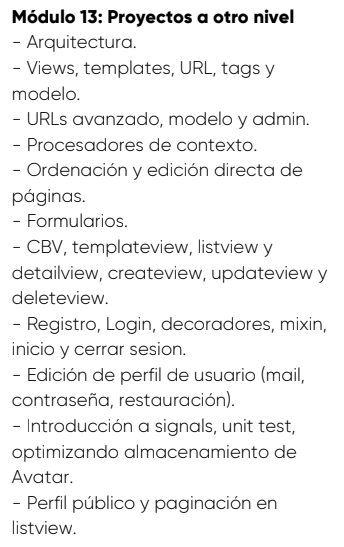 Módulo 13: Proyectos a otro nivel
- Arquitectura.
- Views, templates, URL, tags y
modelo.
- URLs avanzado, modelo y admin.
- Procesadores de contexto.
- Ordenación y edición directa de
páginas.
- Formularios.
- CBV, templateview, listview y
detailview, createview, updateview y
deleteview.
- Registro, Login, decoradores, mixin,
inicio y cerrar sesion.
- Edición de perfil de usuario (mail,
contraseña, restauración).
- Introducción a signals, unit test,
optimizando almacenamiento de
Avatar.
- Perfil público y paginación en
listview.